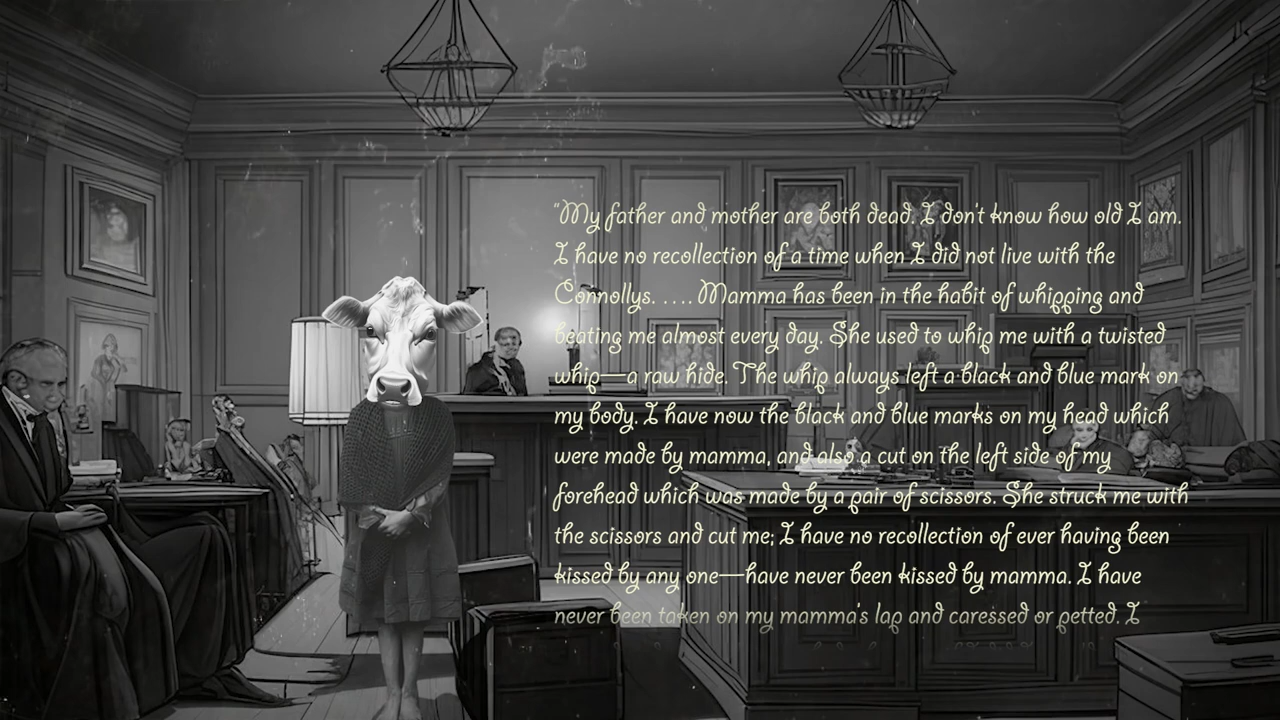 "My father and mother are both dead. I don't know how old I am.
I have no recollection of a time when I did not live with the
Connollys. . . . . Mamma has been in the habit of whipping and
beating me almost every day. She used to whip me with a twisted
whip—a raw hide. The whip always left a black and blue mark on
my body. I have now the black and blue marks on my head which
were made by mamma, and also a cut on the left side of my
forehead which was made by a pair of scissors. She struck me with
the scissors and cut me; I have no recollection of ever having been
kissed by any one—have never been kissed by mamma. I have
never been taken on my mamma's lap and caressed or petted. I